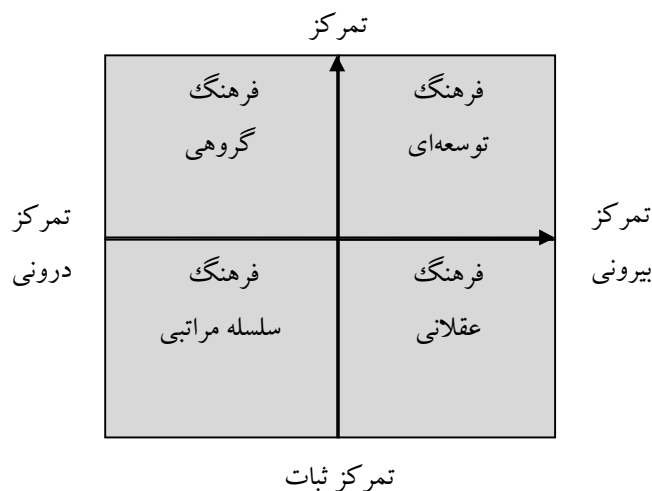 تمرکز
فرهنگ
توسعه‌ای
فرهنگ
گروهی
تمرکز
بیرونی
تمرکز
درونی
فرهنگ
عقلانی
فرهنگ
سلسله مراتبی
تمرکز ثبات